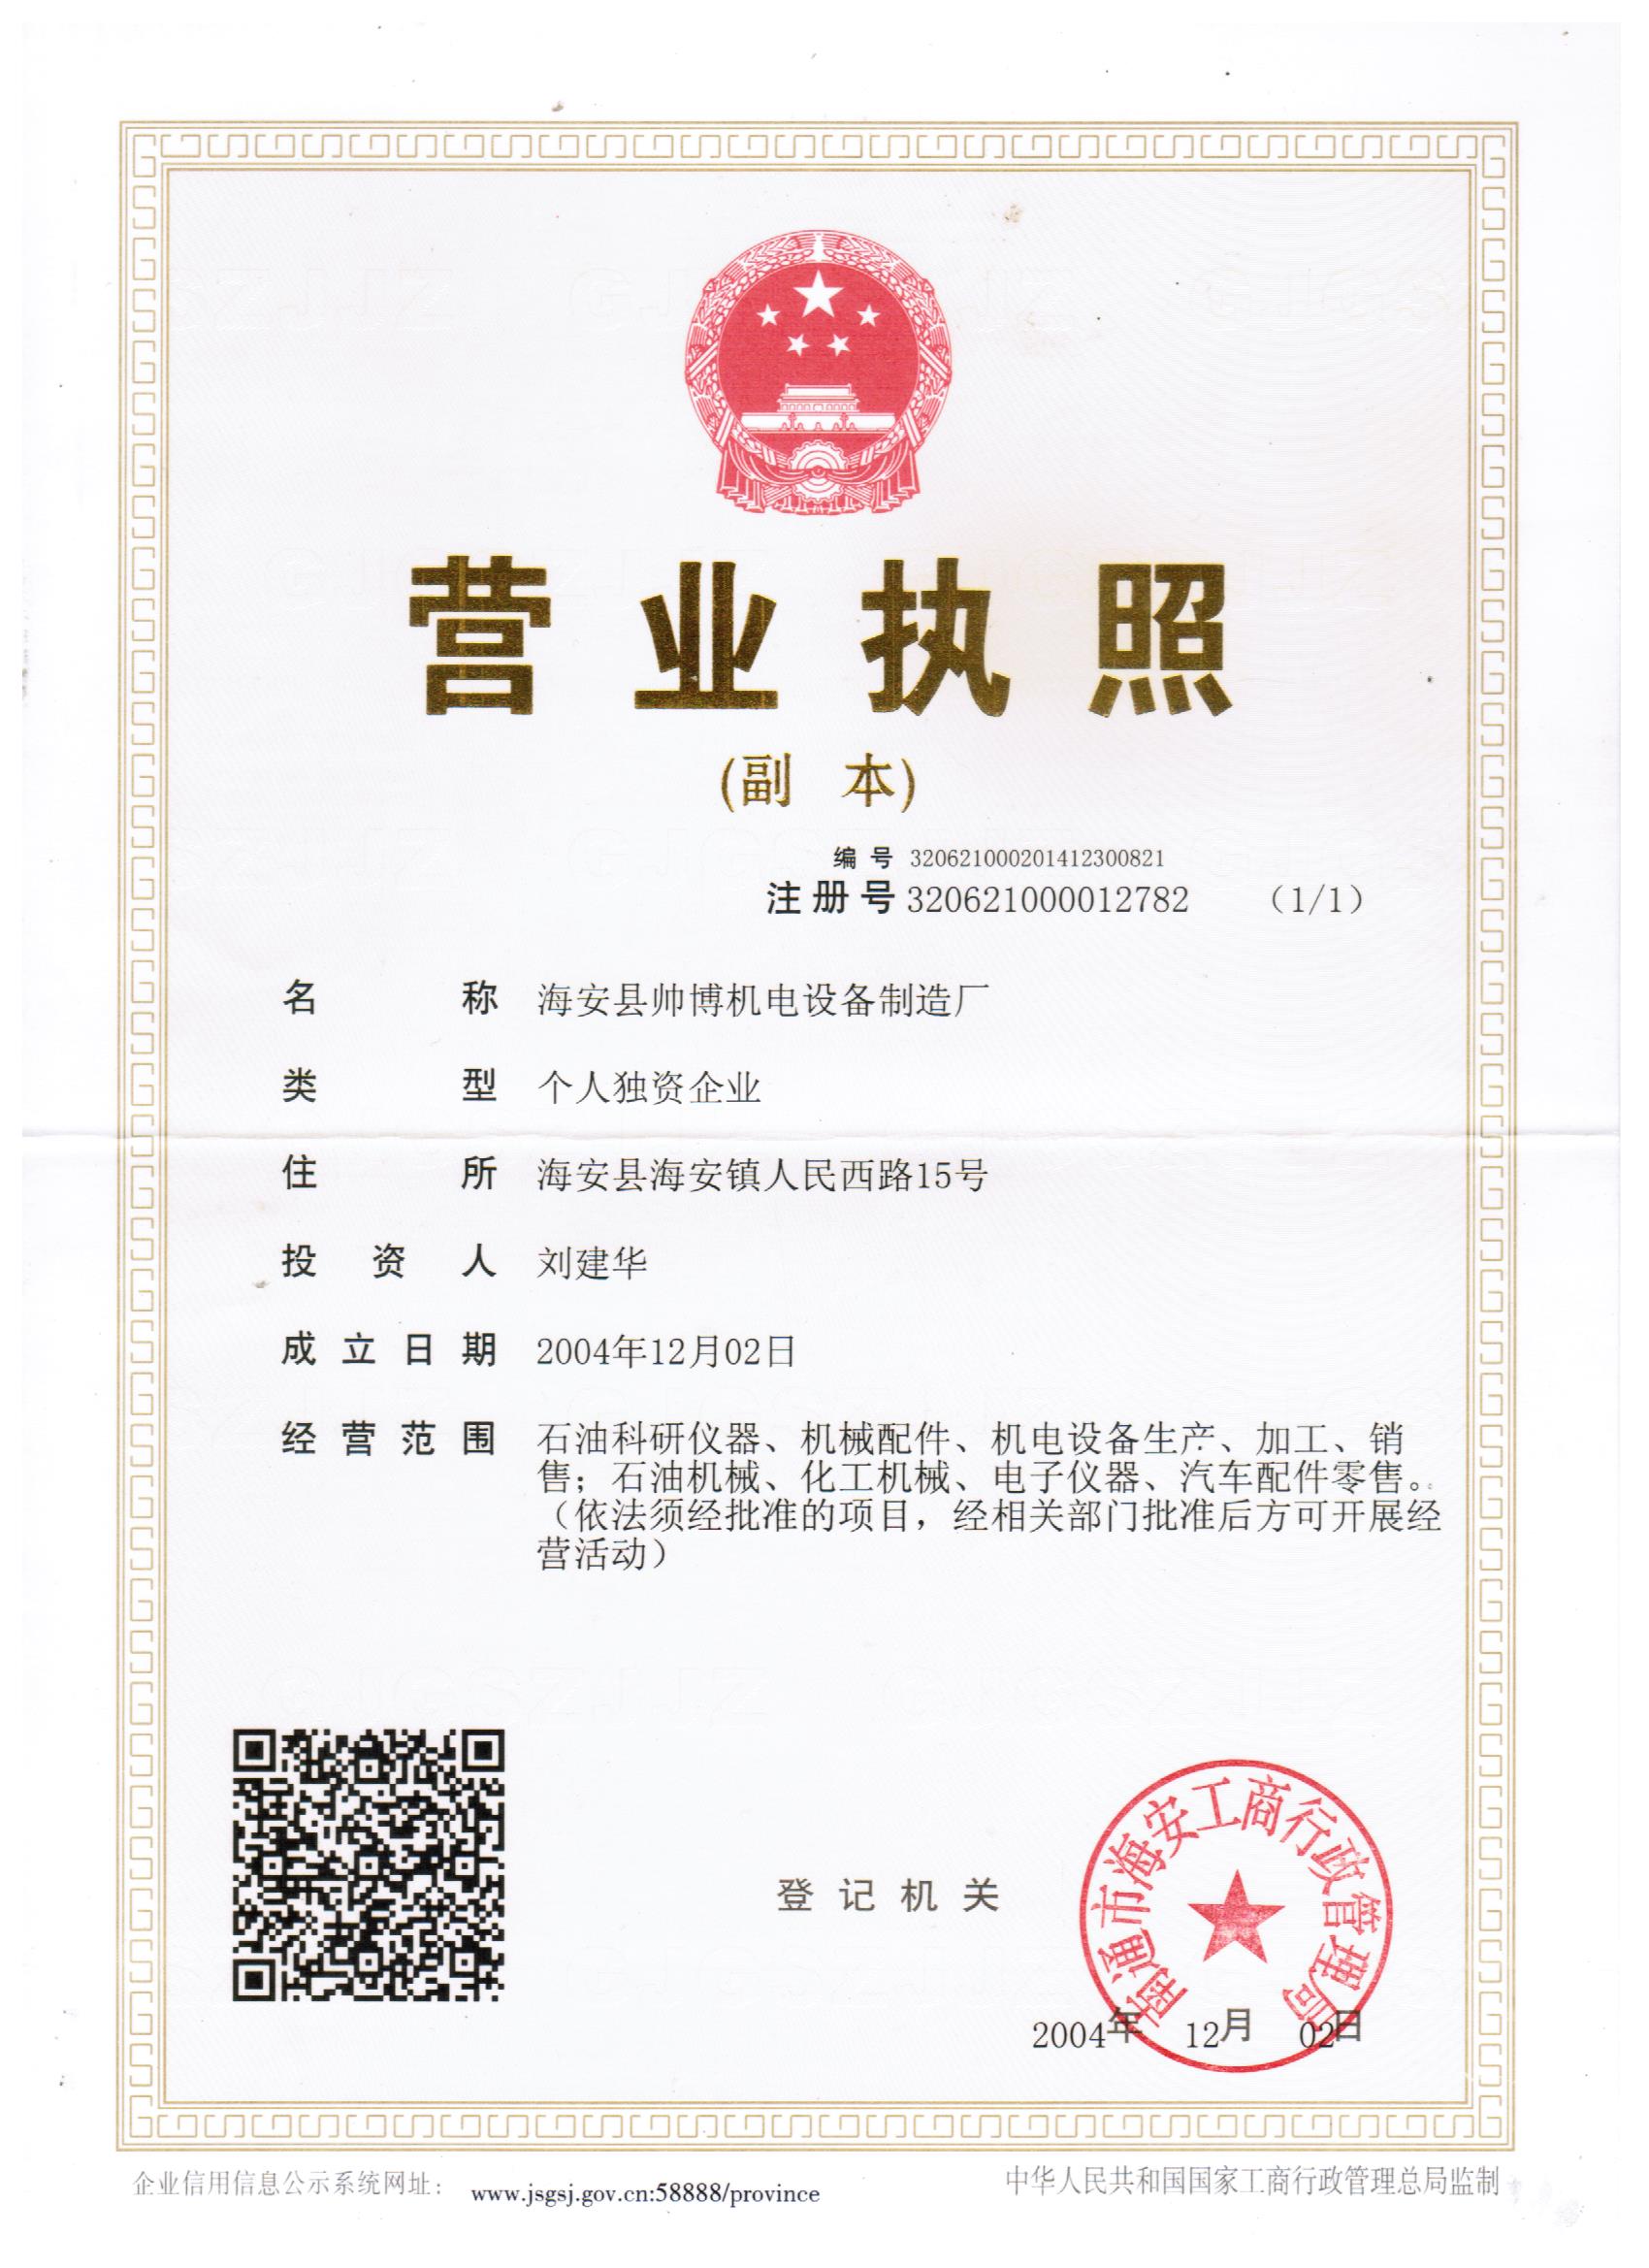 营业执照
(副 本)
编 号 320621000201412300821
注 册 号 320621000012782 (1/1)
名 称 海安县帅博机电设备制造厂
类 型 个人独资企业
住 所 海安县海安镇人民西路15号
投 资 人 刘建华
成 立 日 期 2004年12月02日
经 营 范 围 石油科研仪器、机械配件、机电设备生产、加工、销
售；石油机械、化工机械、电子仪器、汽车配件零售。
（依法须经批准的项目，经相关部门批准后方可开展经
营活动）
登 记 机 关
南通市海安工商行政管理局
2004年 12月 02日
企业信用信息公示系统网址： www.jsgsj.gov.cn:58888/province
中华人民共和国国家工商行政管理总局监制